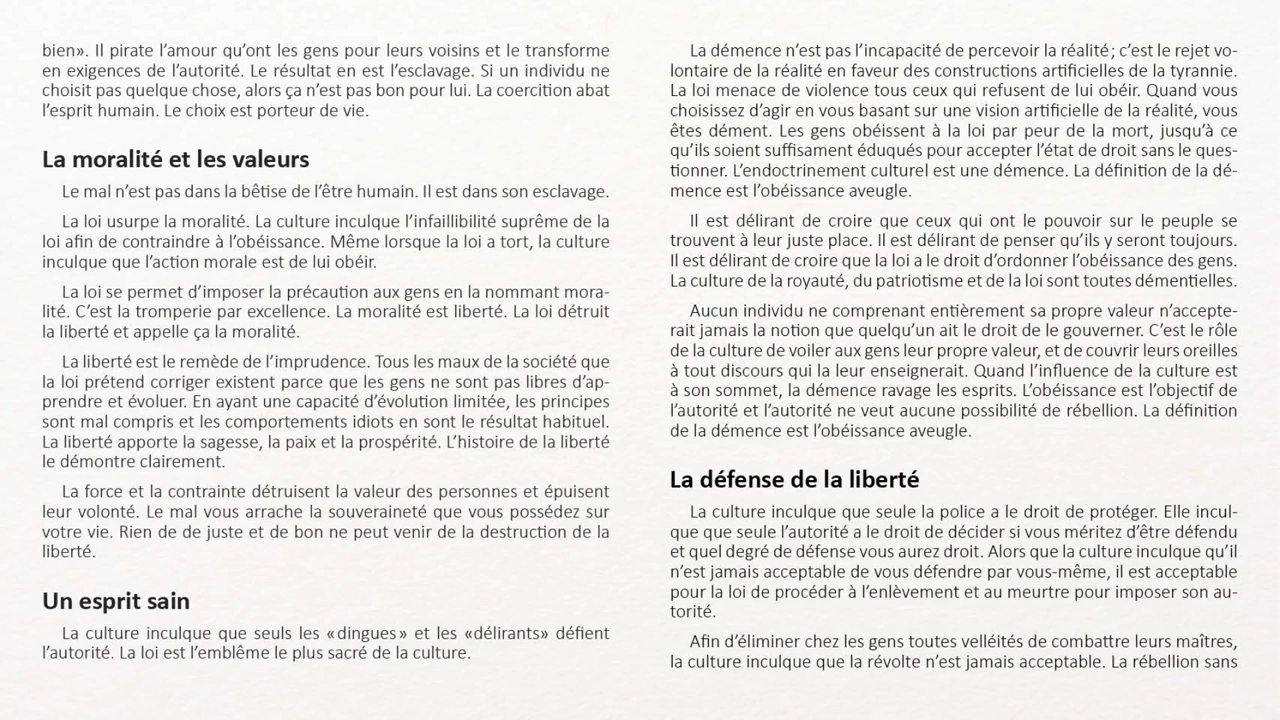 bien». Il pirate l’amour qu’ont les gens pour leurs voisins et le transforme
en exigences de l’autorité. Le résultat en est l’esclavage. Si un individu ne
choisit pas quelque chose, alors ça n’est pas bon pour lui. La coercition abat
l’esprit humain. Le choix est porteur de vie.
La moralité et les valeurs
Le mal n’est pas dans la bêtise de l’être humain. Il est dans son esclavage.
La loi usurpe la moralité. La culture inculque l’infaillibilité suprême de la
loi afin de contraindre à l’obéissance. Même lorsque la loi a tort, la culture
inculque que l’action morale est de lui obéir.
La loi se permet d’imposer la précaution aux gens en la nommant mora-
lité. C’est la tromperie par excellence. La moralité est liberté. La loi détruit
la liberté et appelle ça la moralité.
La liberté est le remède de l’imprudence. Tous les maux de la société que
la loi prétend corriger existent parce que les gens ne sont pas libres d’ap-
prendre et évoluer. En ayant une capacité d’évolution limitée, les principes
sont mal compris et les comportements idiots en sont le résultat habituel.
La liberté apporte la sagesse, la paix et la prospérité. L’histoire de la liberté
le démontre clairement.
La force et la contrainte détruisent la valeur des personnes et épuisent
leur volonté. Le mal vous arrache la souveraineté que vous possédez sur
votre vie. Rien de de juste et de bon ne peut venir de la destruction de la
liberté.
Un esprit sain
La culture inculque que seuls les «dingues» et les «délirants» défient
l’autorité. La loi est l’emblême le plus sacré de la culture.
La démence n’est pas l’incapacité de percevoir la réalité; c’est le rejet vo-
lontaire de la réalité en faveur des constructions artificielles de la tyrannie.
La loi menace de violence tous ceux qui refusent de lui obéir. Quand vous
choisissez d’agir en vous basant sur une vision artificielle de la réalité, vous
êtes dément. Les gens obéissent à la loi par peur de la mort, jusqu’à ce
qu’ils soient suffisament éduqués pour accepter l’état de droit sans le ques-
tionner. L’endoctrinement culturel est une démence. La définition de la dé-
mence est l’obéissance aveugle.
Il est délirant de croire que ceux qui ont le pouvoir sur le peuple se
trouvent à leur juste place. Il est délirant de penser qu’ils y seront toujours.
Il est délirant de croire que la loi a le droit d’ordonner l’obéissance des gens.
La culture de la royauté, du patriotisme et de la loi sont toutes démentielles.
Aucun individu ne comprenant entièrement sa propre valeur n’accepte-
rait jamais la notion que quelqu’un ait le droit de le gouverner. C’est le rôle
de la culture de voiler aux gens leur propre valeur, et de couvrir leurs oreilles
à tout discours qui la leur enseignerait. Quand l’influence de la culture est
à son sommet, la démence ravage les esprits. L’obéissance est l’objectif de
l’autorité et l’autorité ne veut aucune possibilité de rébellion. La définition
de la démence est l’obéissance aveugle.
La défense de la liberté
La culture inculque que seule la police a le droit de protéger. Elle incul-
que que seule l’autorité a le droit de décider si vous méritez d’être défendu
et quel degré de défense vous aurez droit. Alors que la culture inculque qu’il
n’est jamais acceptable de vous défendre par vous-même, il est acceptable
pour la loi de procéder à l’enlèvement et au meurtre pour imposer son au-
torité.
Afin d’éliminer chez les gens toutes velléités de combattre leurs maîtres,
la culture inculque que la révolte n’est jamais acceptable. La rébellion sans